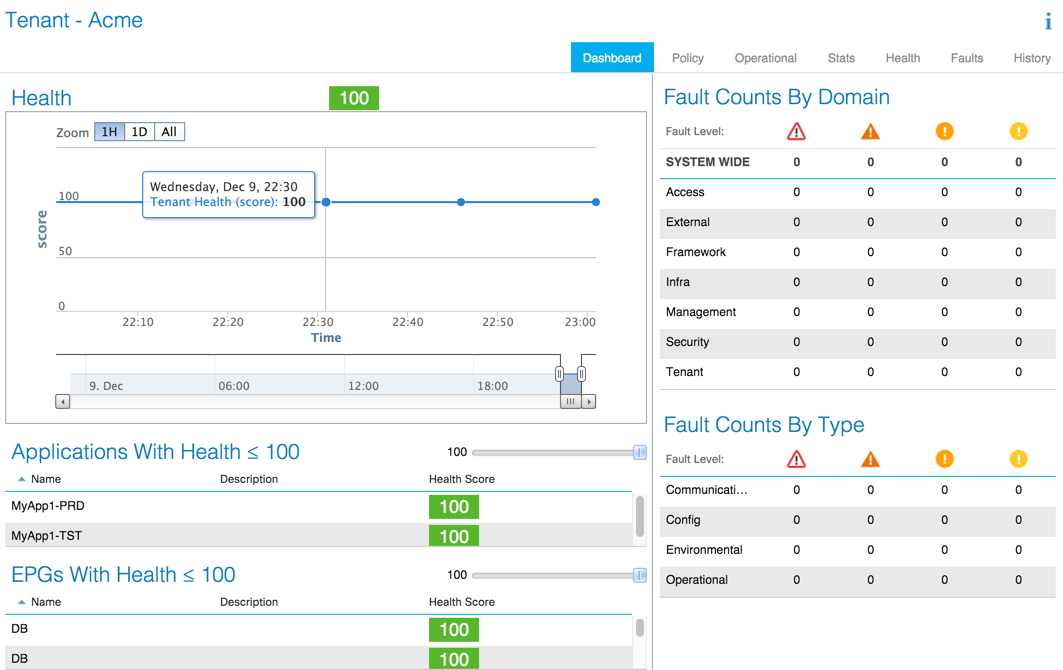 Tenant - Acme
i
Dashboard Policy Operational Stats Health Faults History
Health 100
Zoom 1H 1D All
Wednesday, Dec 9, 22:30
Tenant Health (score): 100
100
50
0
score
22:10 22:20 22:30 22:40 22:50 23:00
Time
9. Dec 06:00 12:00 18:00
Applications With Health ≤ 100 100
Name Description Health Score
MyApp1-PRD 100
MyApp1-TST 100
EPGs With Health ≤ 100 100
Name Description Health Score
DB 100
DB 100
Fault Counts By Domain
Fault Level:
SYSTEM WIDE 0 0 0 0
Access 0 0 0 0
External 0 0 0 0
Framework 0 0 0 0
Infra 0 0 0 0
Management 0 0 0 0
Security 0 0 0 0
Tenant 0 0 0 0
Fault Counts By Type
Fault Level:
Communicati... 0 0 0 0
Config 0 0 0 0
Environmental 0 0 0 0
Operational 0 0 0 0